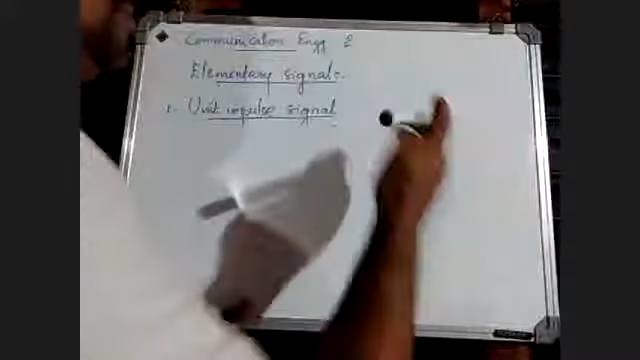 Communication Engg 2
Elementary signals.
1. Unit impulse signal